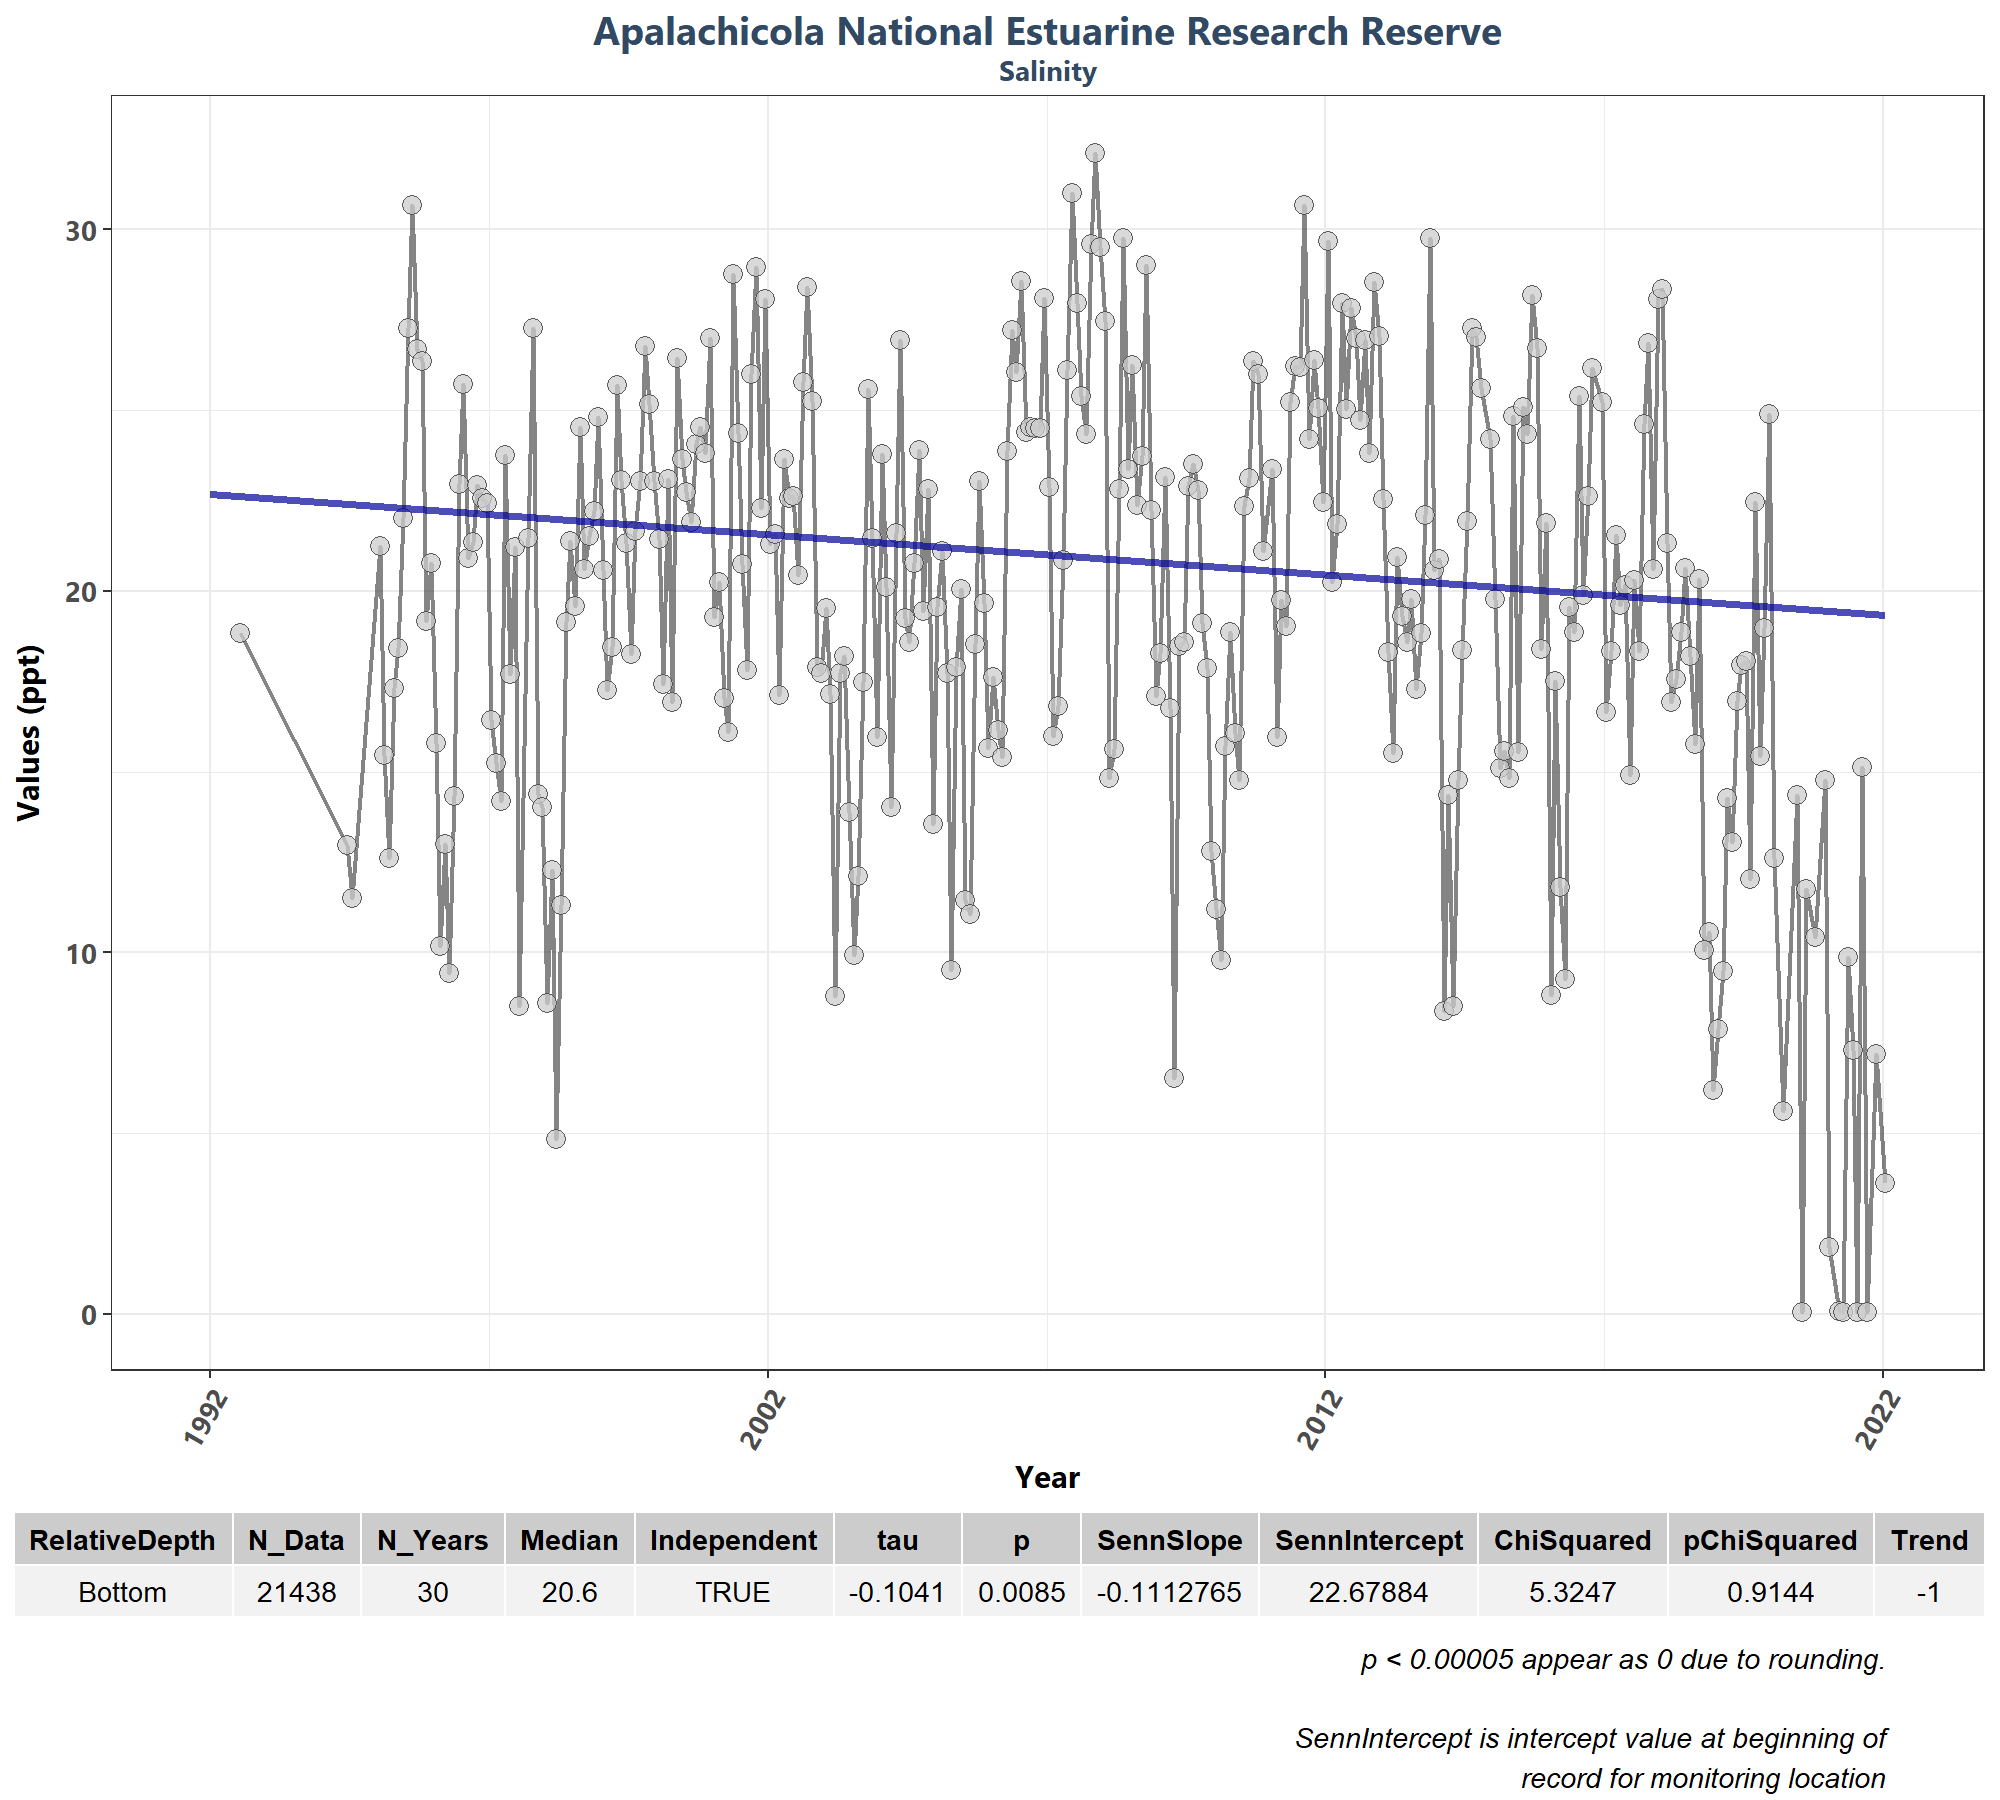 Apalachicola National Estuarine Research Reserve
Salinity
Values (ppt)
30
20
10
0
1992
2002
2012
2022
Year
RelativeDepth N_Data N_Years Median Independent tau p SennSlope SennIntercept ChiSquared pChiSquared Trend
Bottom 21438 30 20.6 TRUE -0.1041 0.0085 -0.1112765 22.67884 5.3247 0.9144 -1
p < 0.00005 appear as 0 due to rounding.
SennIntercept is intercept value at beginning of
record for monitoring location